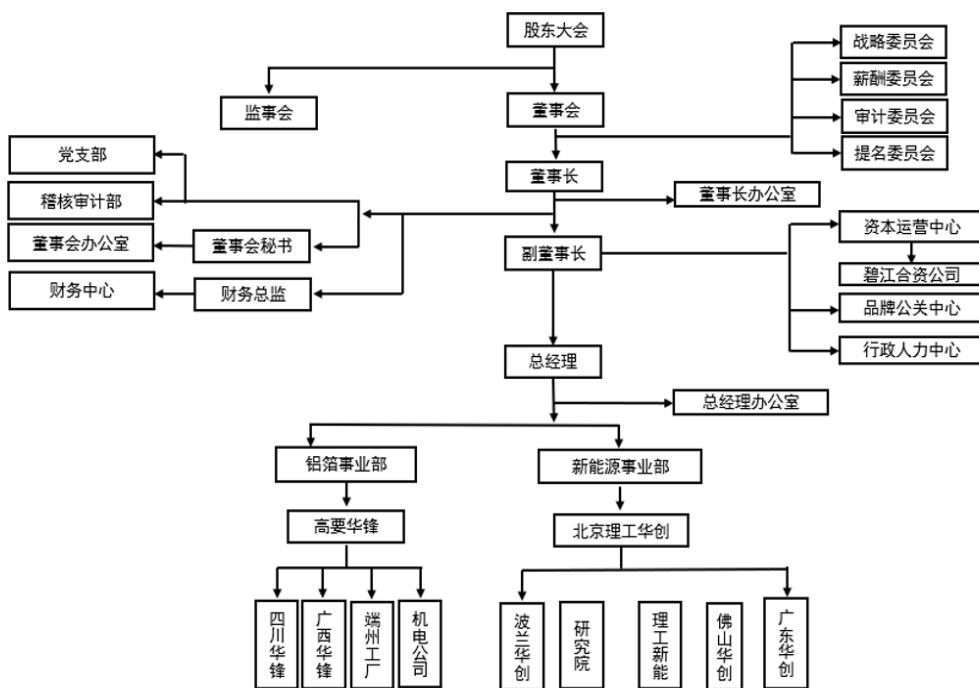 股东大会
战略委员会
薪酬委员会
监事会
董事会
审计委员会
提名委员会
党支部
董事长
稽核审计部
董事长办公室
董事会办公室
董事会秘书
副董事长
资本运营中心
碧江合资公司
财务中心
财务总监
品牌公关中心
行政人力中心
总经理
总经理办公室
铝箔事业部
新能源事业部
高要华锋
北京理工华创
四川华锋
广西华锋
端州工厂
机电公司
波兰华创
研究院
理工新能
佛山华创
广东华创